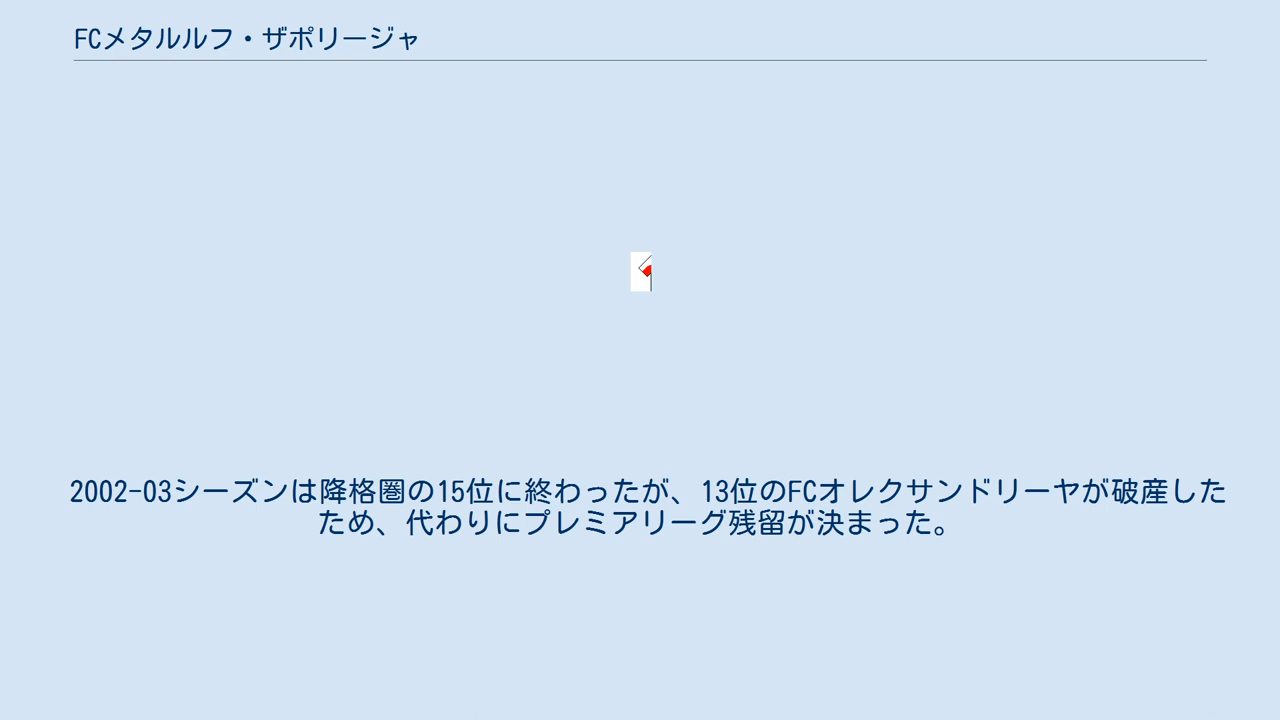 FCメタルルフ・ザポリージャ
2002-03シーズンは降格圏の15位に終わったが、13位のFCオレクサンドリーヤが破産した
ため、代わりにプレミアリーグ残留が決まった。